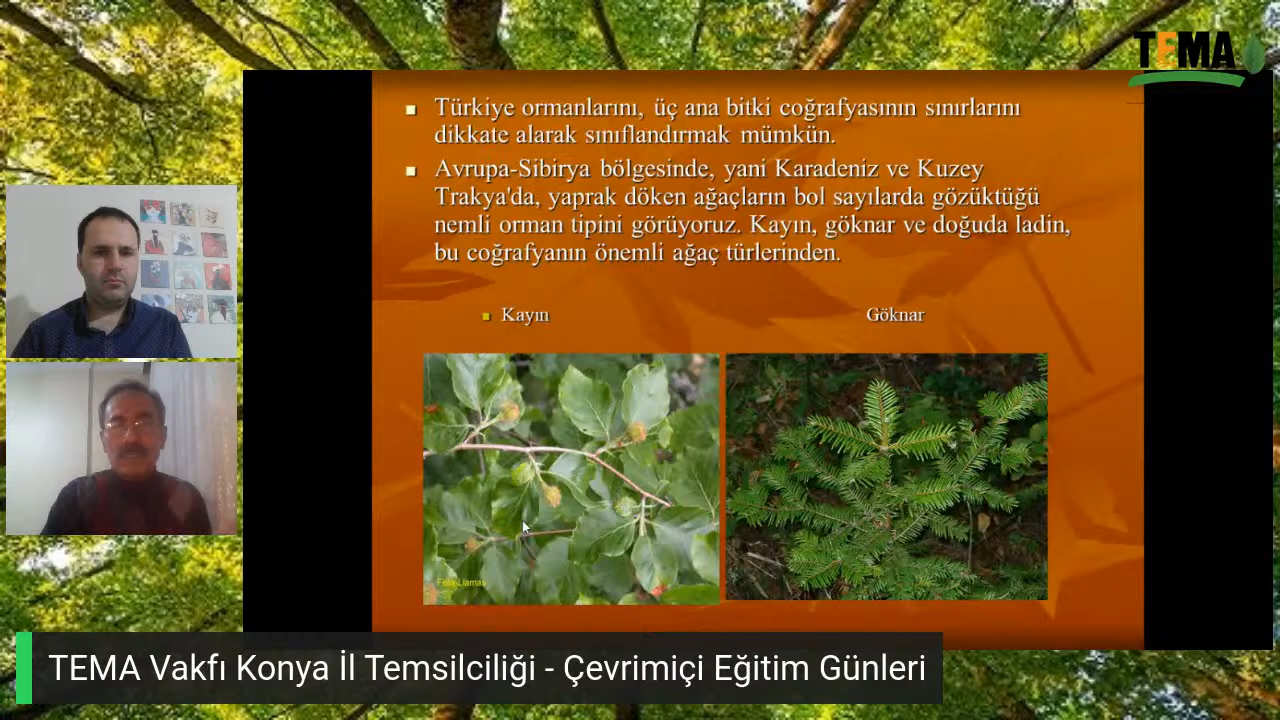 TEMA
Türkiye ormanlarını, üç ana bitki coğrafyasının sınırlarını
dikkate alarak sınıflandırmak mümkün.
Avrupa-Sibirya bölgesinde, yani Karadeniz ve Kuzey
Trakya'da, yaprak döken ağaçların bol sayılarda gözüktüğü
nemli orman tipini görüyoruz. Kayın, göknar ve doğuda ladin,
bu coğrafyanın önemli ağaç türlerinden.
Kayın
Göknar
Felix Llamas
TEMA Vakfı Konya İl Temsilciliği - Çevrimiçi Eğitim Günleri